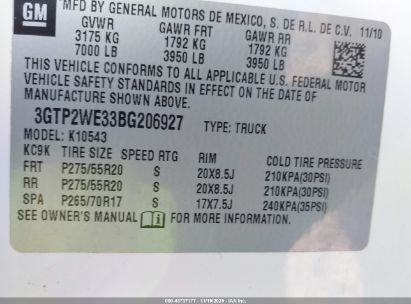 GM
MFD BY GENERAL MOTORS DE MEXICO, S. DE R.L. DE C.V. 11/10
GVWR GAWR FRT GAWR RR
3175 KG 1792 KG 1792 KG
7000 LB 3950 LB 3950 LB
THIS VEHICLE CONFORMS TO ALL APPLICABLE U.S. FEDERAL MOTOR
VEHICLE SAFETY STANDARDS IN EFFECT ON THE DATE OF
MANUFACTURE SHOWN ABOVE.
3GTP2WE33BG206927 TYPE: TRUCK
MODEL: K10543
KC9K TIRE SIZE SPEED RTG RIM COLD TIRE PRESSURE
FRT P275/55R20 S 20X8.5J 210KPA(30PSI)
RR P275/55R20 S 20X8.5J 210KPA(30PSI)
SPA P265/70R17 S 17X7.5J 240KPA(35PSI)
SEE OWNER'S MANUAL